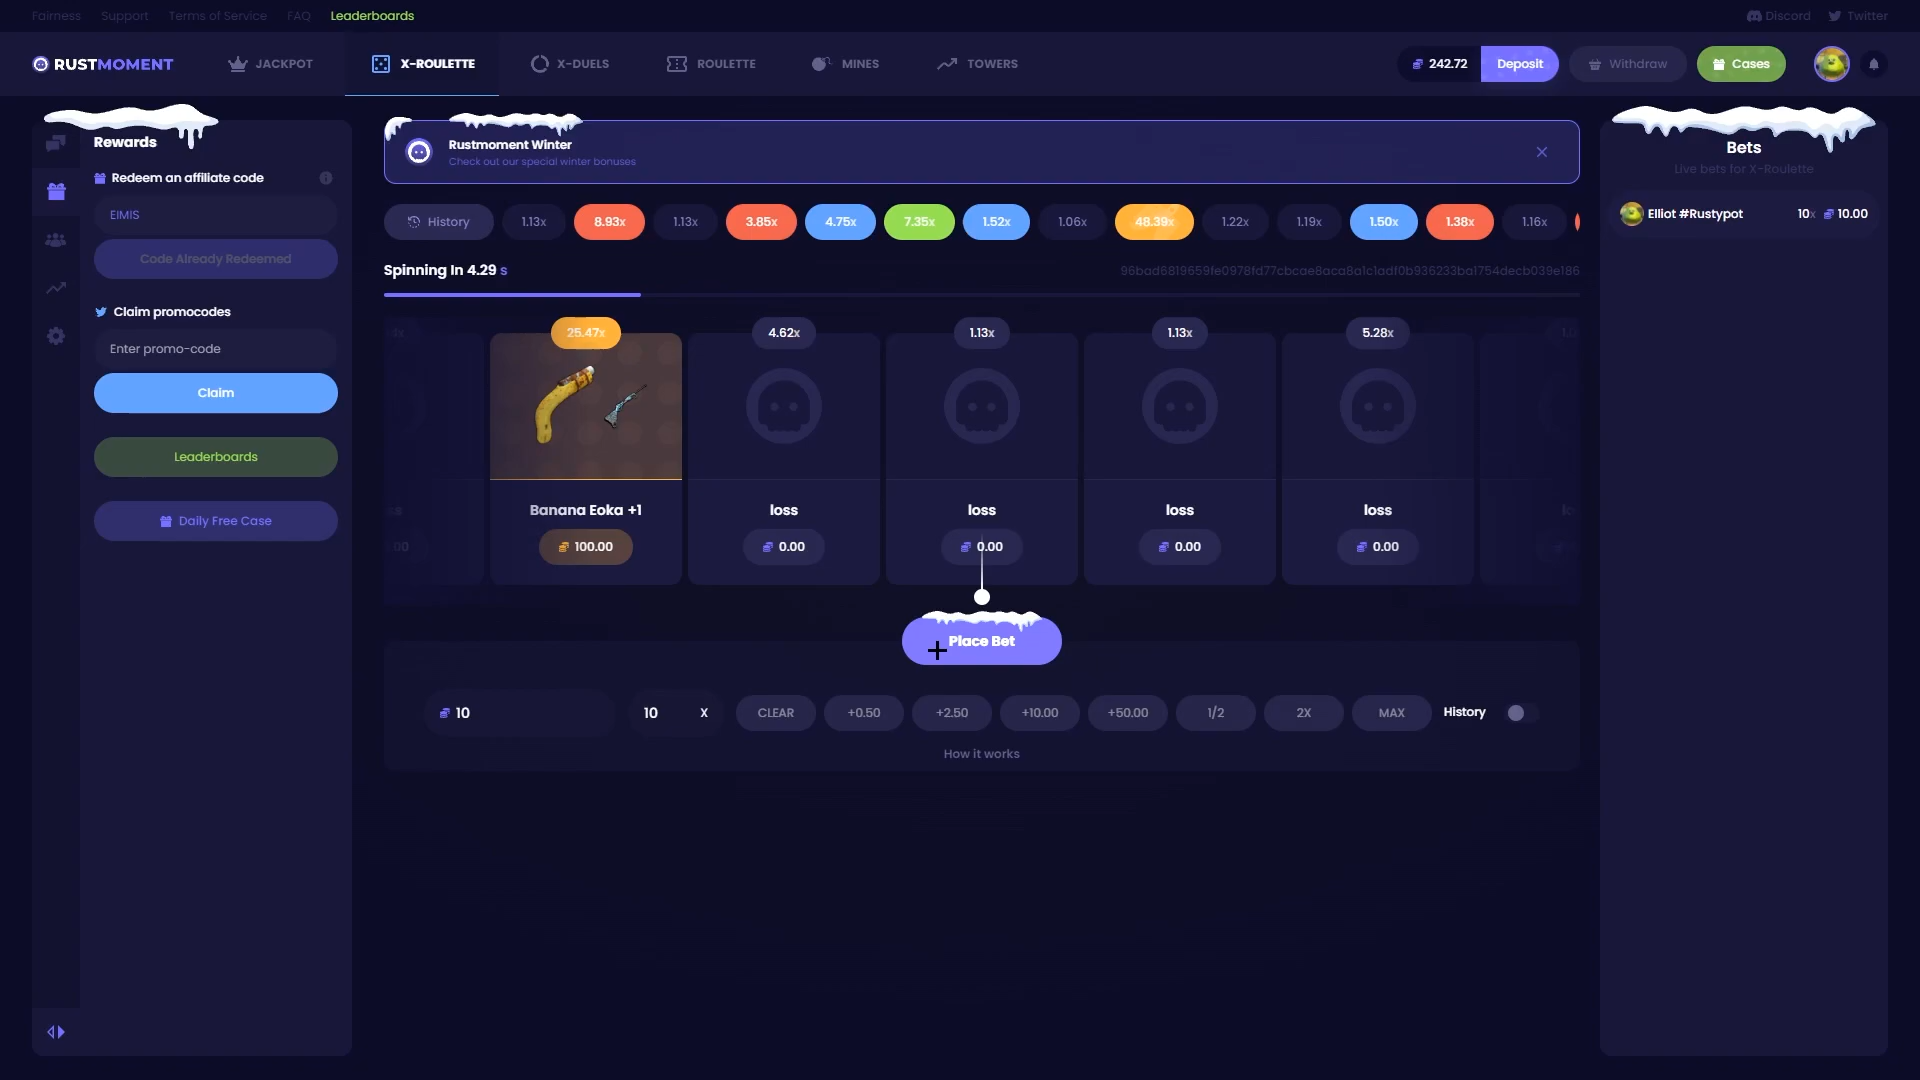 Fairness Support Terms of Service FAQ Leaderboards
Discord Twitter
RUSTMOMENT
JACKPOT X-ROULETTE X-DUELS ROULETTE MINES TOWERS
242.72 Deposit Withdraw Cases
Rewards
Redeem an affiliate code
EIMIS
Code Already Redeemed
Claim promocodes
Enter promo-code
Claim
Leaderboards
Daily Free Case
Rustmoment Winter
Check out our special winter bonuses
History 1.13x 8.93x 1.13x 3.85x 4.75x 7.35x 1.52x 1.06x 48.39x 1.22x 1.19x 1.50x 1.38x 1.16x
Spinning In 4.29 s
96bad6819659fe0978fd77cbcae8aca8a1c1adf0b936233ba1754decb039e186
25.47x 4.62x 1.13x 1.13x 5.28x
Banana Eoka +1 loss loss loss loss
100.00 0.00 0.00 0.00 0.00
Place Bet
10 10 X CLEAR +0.50 +2.50 +10.00 +50.00 1/2 2X MAX History
How it works
Bets
Live bets for X-Roulette
Elliot #Rustypot 10x 10.00